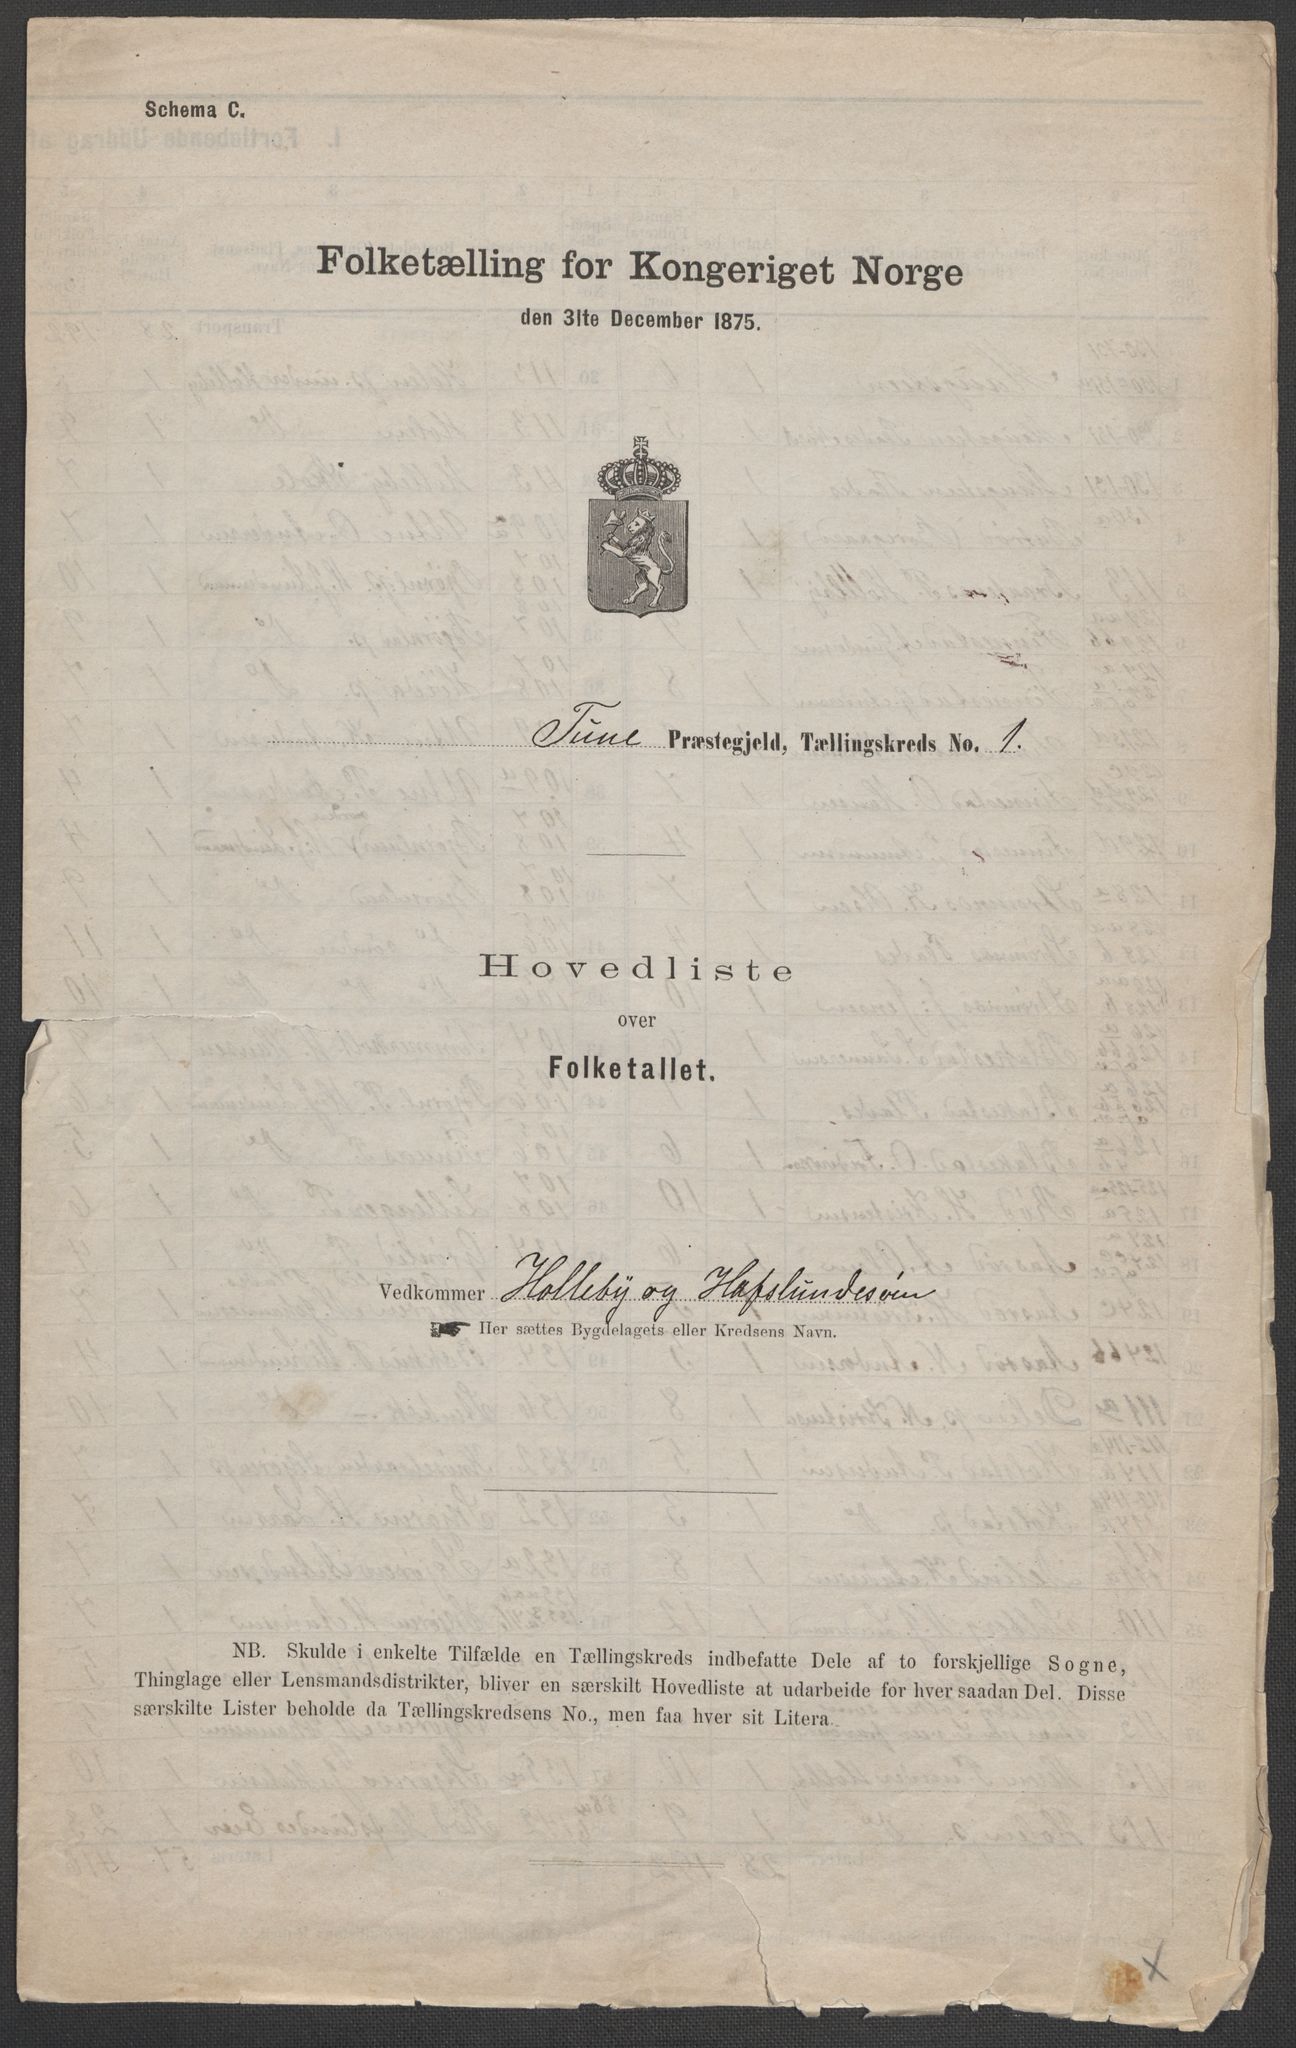 Schema C.
Folketælling for Kongeriget Norge
den 31te December 1875.
Tune Præstegjeld, Tællingskreds No. 1.
Hovedliste
over
Folketallet.
Vedkommer Holleby og Hafslundesøen
Her sættes Bygdelagets eller Kredsens Navn.
NB. Skulde i enkelte Tilfælde en Tællingskreds indbefatte Dele af to forskjellige Sogne,
Thinglage eller Lensmandsdistrikter, bliver en særskilt Hovedliste at udarbeide for hver saadan Del. Disse
særskilte Lister beholde da Tællingskredsens No., men faa hver sit Litera.
X